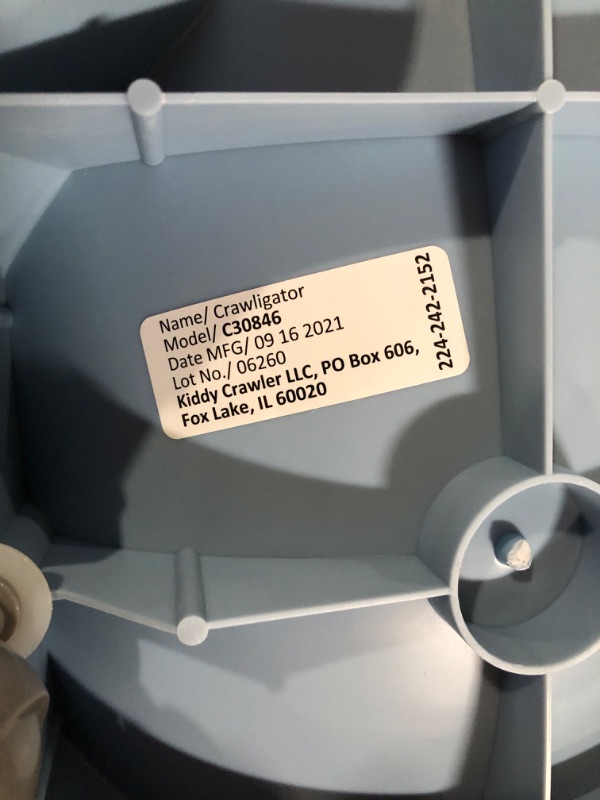 Name/ Crawligator
Model/ C30846
Date MFG/ 09 16 2021
Lot No./ 06260
Kiddy Crawler LLC, PO Box 606,
Fox Lake, IL 60020
224-242-2152